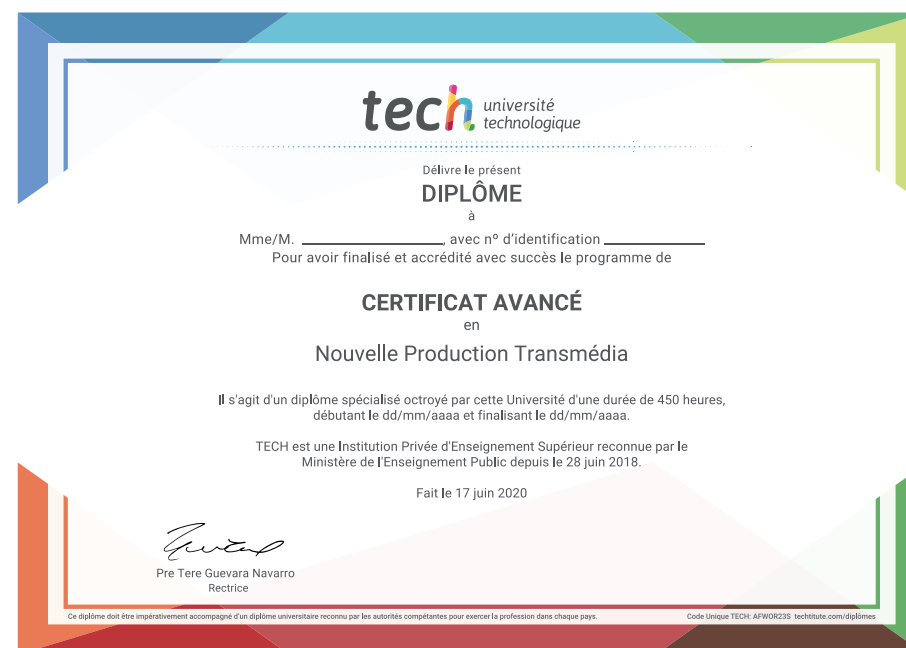 tech université
technologique
Délivre le présent
DIPLÔME
à
Mme/M. , avec nº d'identification
Pour avoir finalisé et accrédité avec succès le programme de
CERTIFICAT AVANCÉ
en
Nouvelle Production Transmédia
Il s'agit d'un diplôme spécialisé octroyé par cette Université d'une durée de 450 heures,
débutant le dd/mm/aaaa et finalisant le dd/mm/aaaa.
TECH est une Institution Privée d'Enseignement Supérieur reconnue par le
Ministère de l'Enseignement Public depuis le 28 juin 2018.
Fait le 17 juin 2020
Pre Tere Guevara Navarro
Rectrice
Ce diplôme doit être impérativement accompagné d'un diplôme universitaire reconnu par les autorités compétentes pour exercer la profession dans chaque pays. Code Unique TECH: AFWOR23S techtitute.com/diplômes